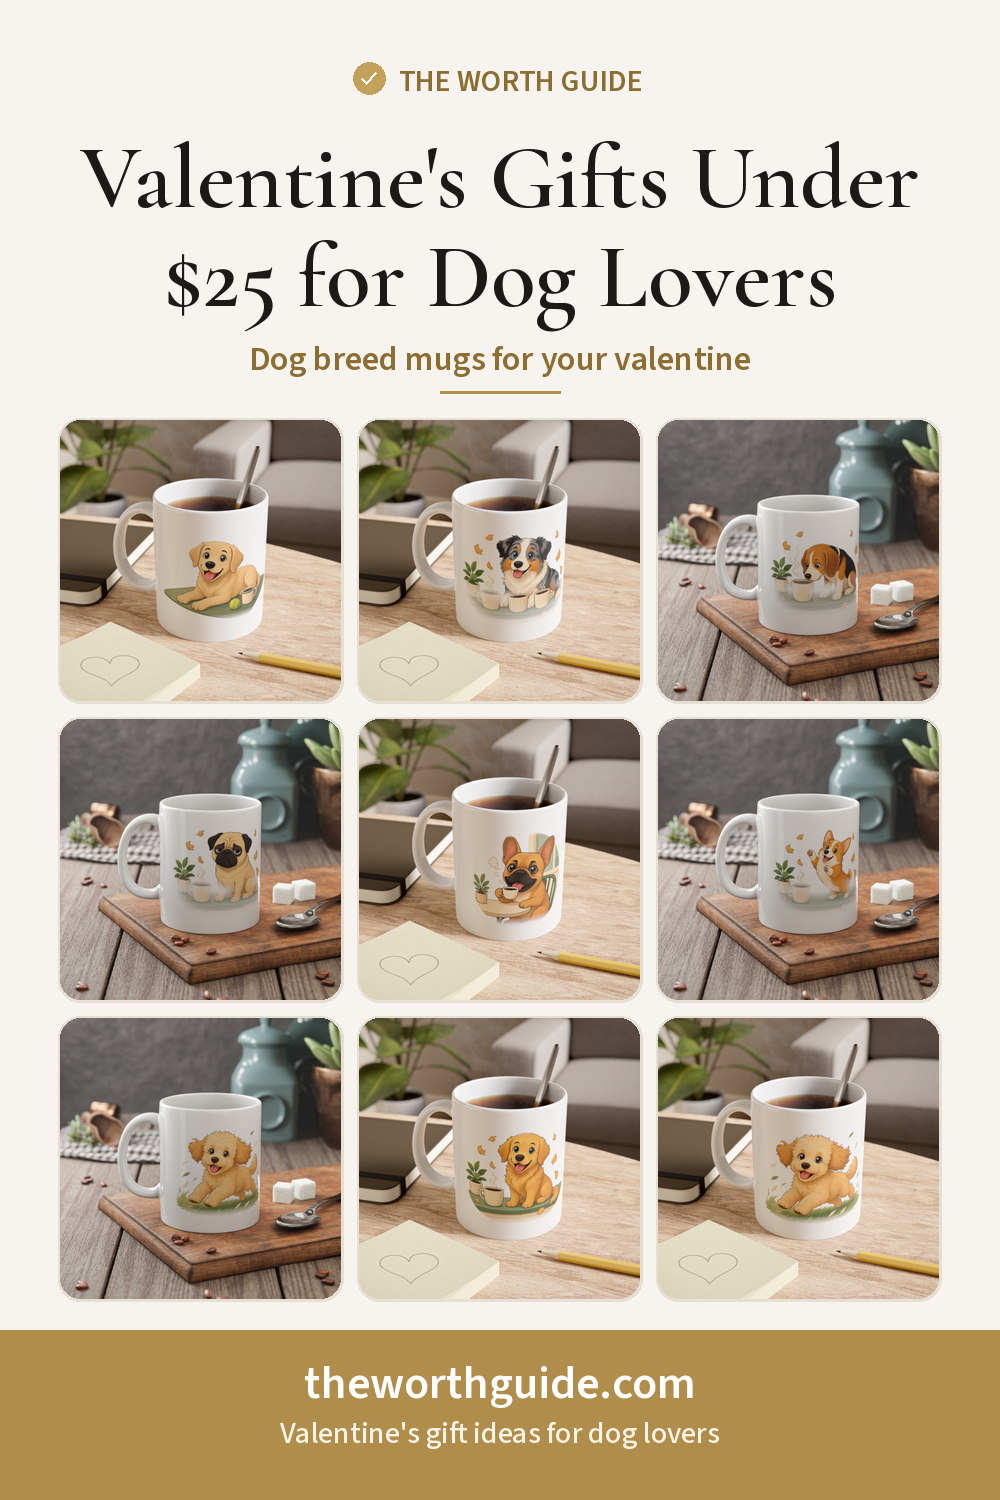 THE WORTH GUIDE
Valentine's Gifts Under
$25 for Dog Lovers
Dog breed mugs for your valentine
theworthguide.com
Valentine's gift ideas for dog lovers